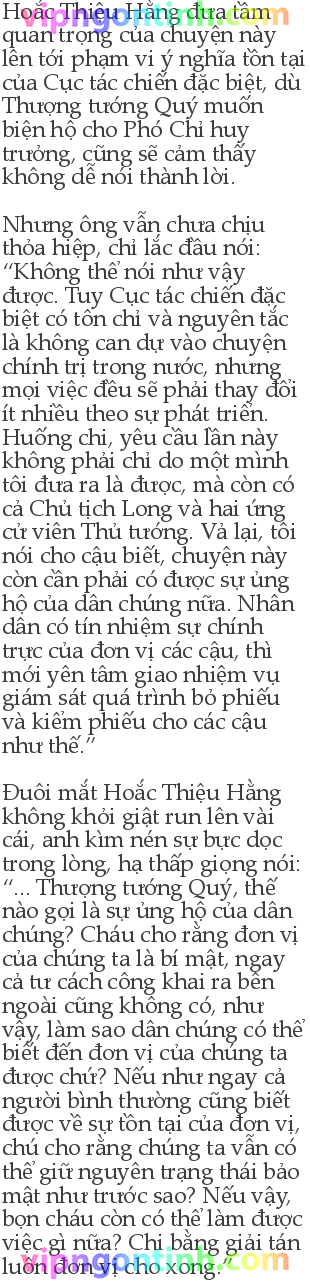 Hoắc Thiệu Hằng đưa tầm
vipngontinh.com
quan trọng của chuyện này
lên tới phạm vi ý nghĩa tồn tại
của Cục tác chiến đặc biệt, dù
Thượng tướng Quý muốn
biện hộ cho Phó Chỉ huy
trưởng, cũng sẽ cảm thấy
không dễ nói thành lời.
Nhưng ông vẫn chưa chịu
thỏa hiệp, chỉ lắc đầu nói:
“Không thể nói như vậy
được. Tuy Cục tác chiến đặc
biệt có tôn chỉ và nguyên tắc
là không can dự vào chuyện
chính trị trong nước, nhưng
mọi việc đều sẽ phải thay đổi
ít nhiều theo sự phát triển.
Huống chi, yêu cầu lần này
không phải chỉ do một mình
tôi đưa ra là được, mà còn có
cả Chủ tịch Long và hai ứng
cử viên Thủ tướng. Vả lại, tôi
nói cho cậu biết, chuyện này
còn cần phải có được sự ủng
hộ của dân chúng nữa. Nhân
dân có tín nhiệm sự chính
trực của đơn vị các cậu, thì
mới yên tâm giao nhiệm vụ
giám sát quá trình bỏ phiếu
và kiểm phiếu cho các cậu
như thế.”
Đuôi mắt Hoắc Thiệu Hằng
không khỏi giật run lên vài
cái, anh kìm nén sự bực dọc
trong lòng, hạ thấp giọng nói:
“... Thượng tướng Quý, thế
nào gọi là sự ủng hộ của dân
chúng? Cháu cho rằng đơn vị
của chúng ta là bí mật, ngay
cả tư cách công khai ra bên
ngoài cũng không có, như
vậy, làm sao dân chúng có thể
biết đến đơn vị của chúng ta
được chứ? Nếu như ngay cả
người bình thường cũng biết
được về sự tồn tại của đơn vị,
chú cho rằng chúng ta vẫn có
thể giữ nguyên trạng thái bảo
mật như trước sao? Nếu vậy,
bọn cháu còn có thể làm được
việc gì nữa? Chi bằng giải tán
vipngontinh.com
luôn đơn vị cho xong.”